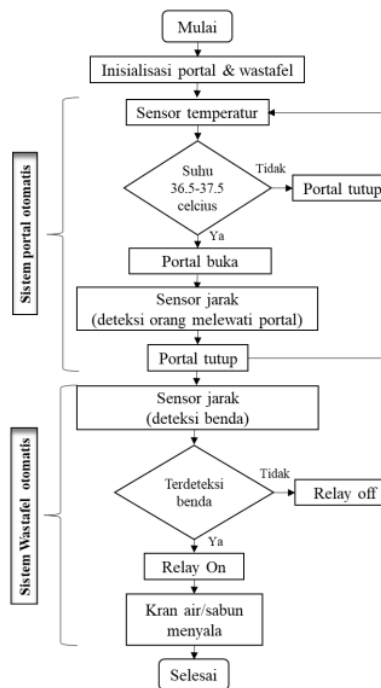 Mulai
Inisialisasi portal & wastafel
Sensor temperatur
Sistem portal otomatis
Suhu
36.5-37.5
celcius
Tidak
Portal tutup
Ya
Portal buka
Sensor jarak
(deteksi orang melewati portal)
Portal tutup
Sistem Wastafel otomatis
Sensor jarak
(deteksi benda)
Terdeteksi
benda
Tidak
Relay off
Ya
Relay On
Kran air/sabun
menyala
Selesai